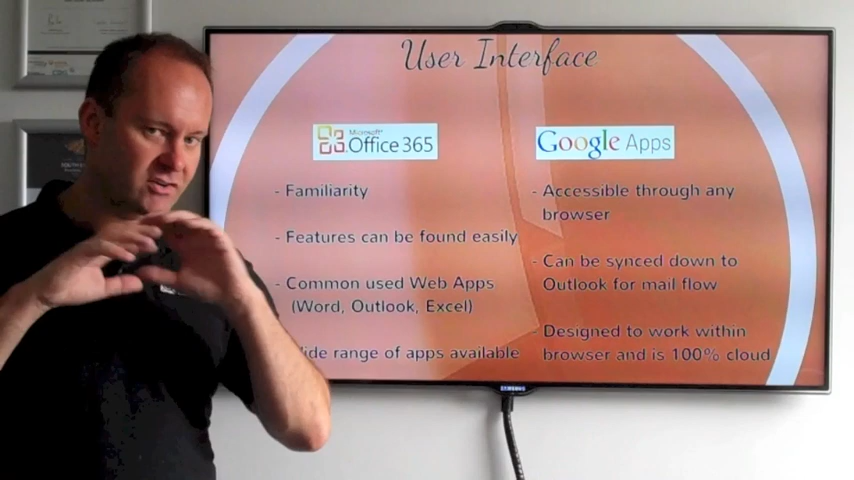 User Interface
Microsoft®
Office 365
Google Apps
- Familiarity
- Features can be found easily
- Common used Web Apps
(Word, Outlook, Excel)
ide range of apps available
- Accessible through any
browser
- Can be synced down to
Outlook for mail flow
- Designed to work within
browser and is 100% cloud
SAMSUNG